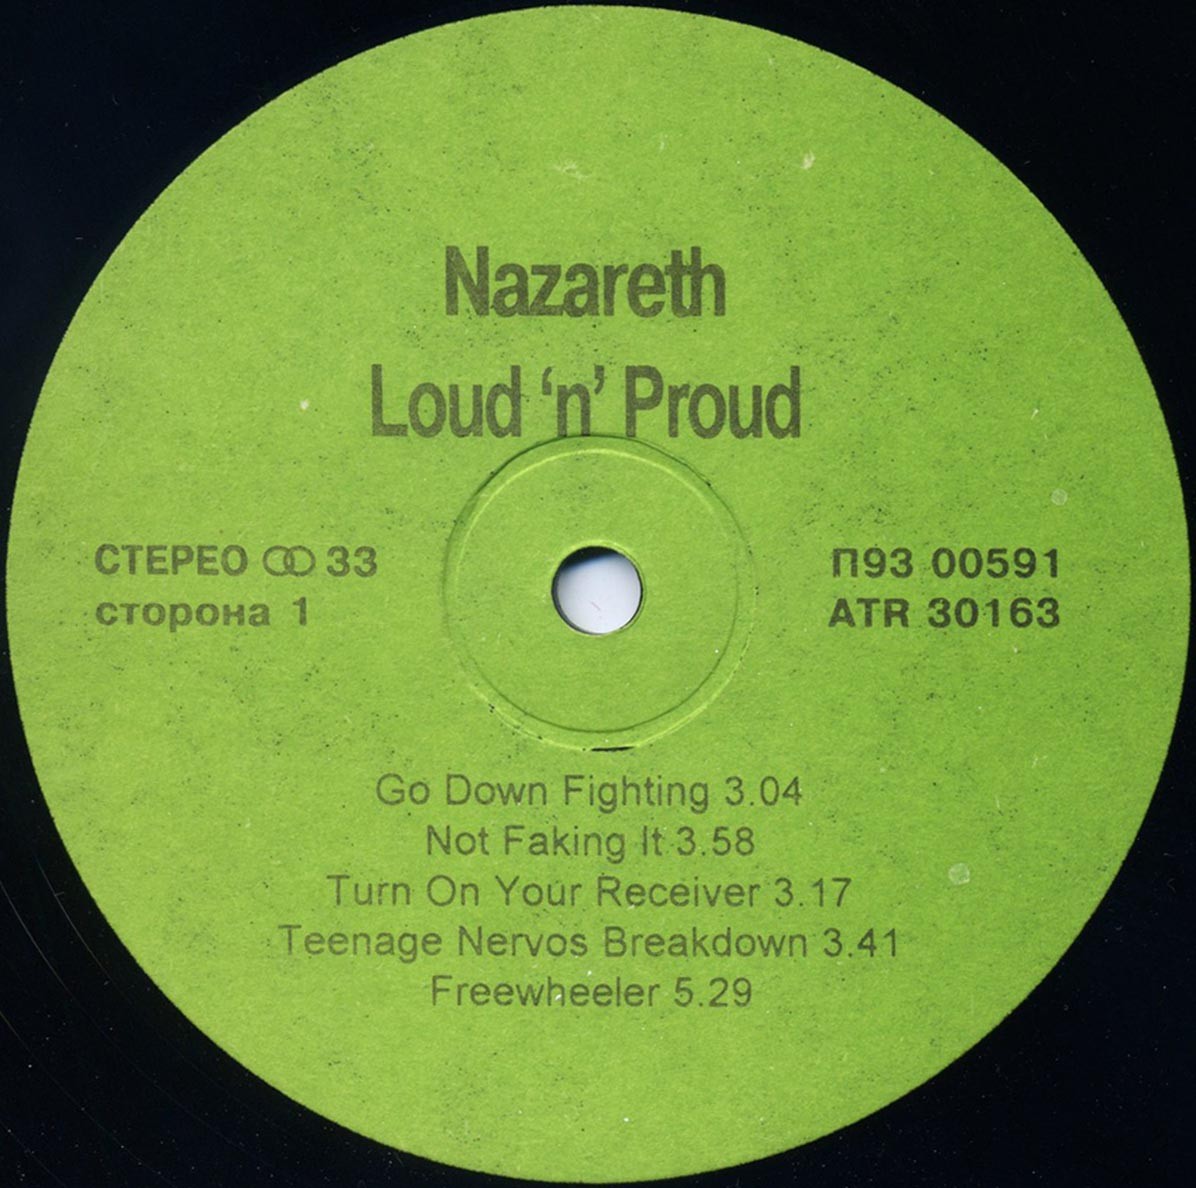 Nazareth
Loud ‘n’ Proud
СТЕРЕО 33
сторона 1
П93 00591
ATR 30163
Go Down Fighting 3.04
Not Faking It 3.58
Turn On Your Receiver 3.17
Teenage Nervos Breakdown 3.41
Freewheeler 5.29